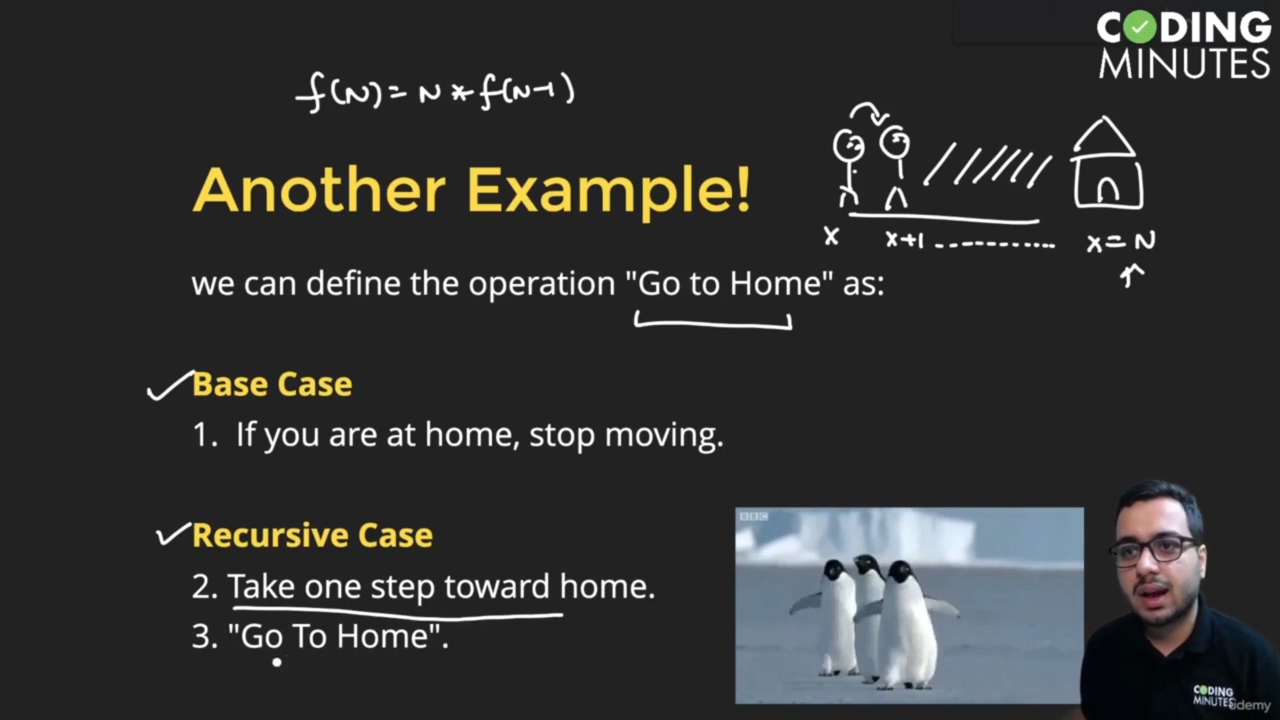 CODING
MINUTES
f(N) = N * f(N-1)
Another Example!
x x+1 ----------- x = N
we can define the operation "Go to Home" as:
Base Case
1. If you are at home, stop moving.
Recursive Case
2. Take one step toward home.
3. "Go To Home".
BBC
CODING
MINUTES
udemy